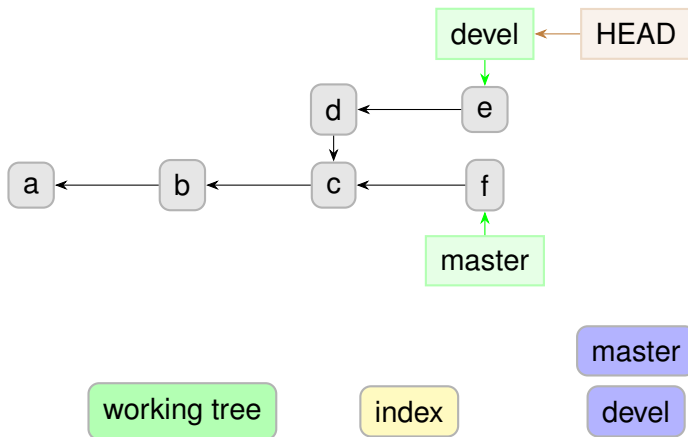 devel
HEAD
d
e
a
b
c
f
master
master
working tree
index
devel